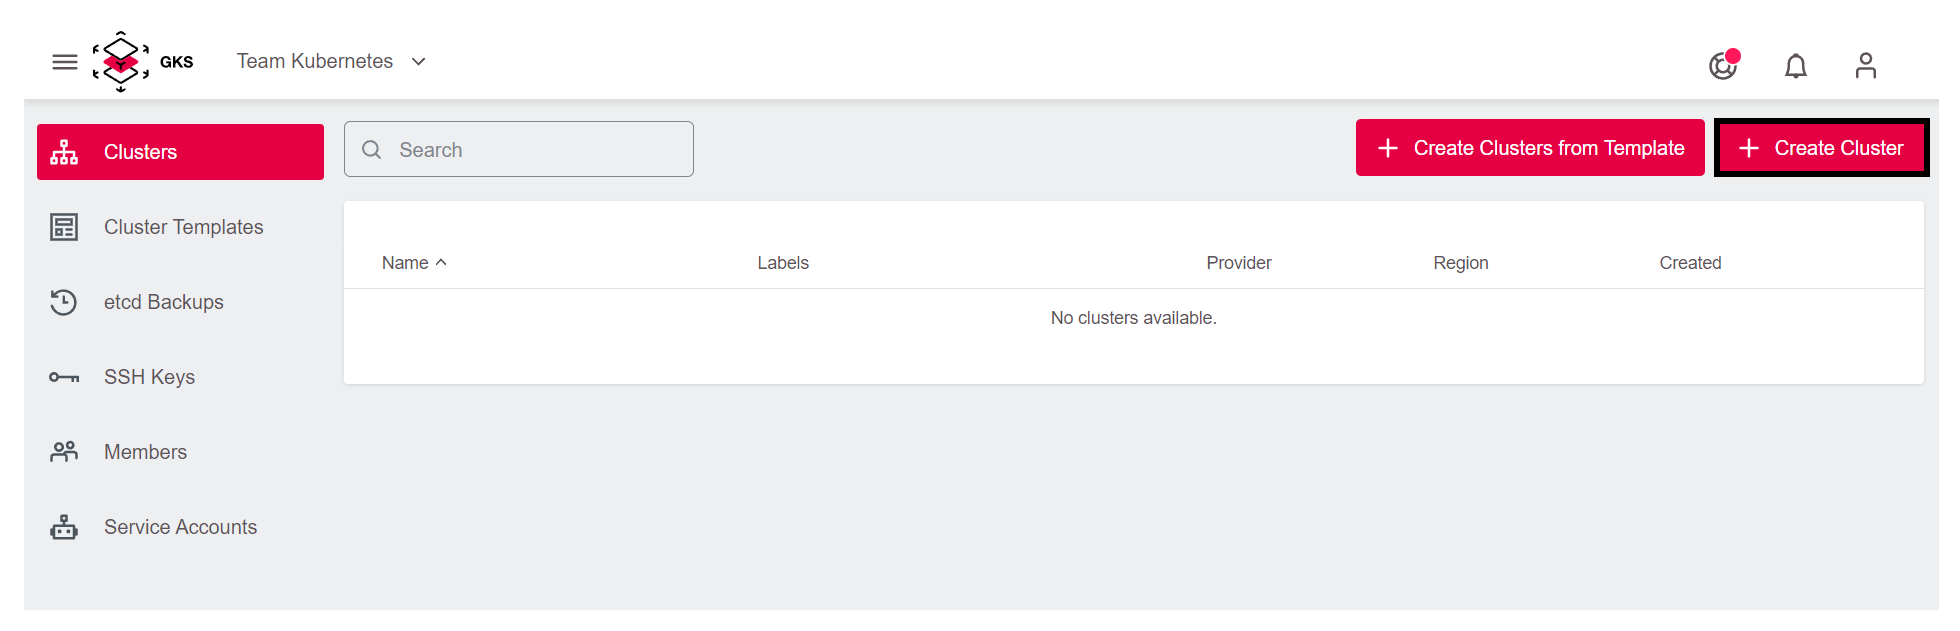 GKS
Team Kubernetes
Clusters
Search
Create Clusters from Template
Create Cluster
Cluster Templates
etcd Backups
SSH Keys
Members
Service Accounts
Name
Labels
Provider
Region
Created
No clusters available.